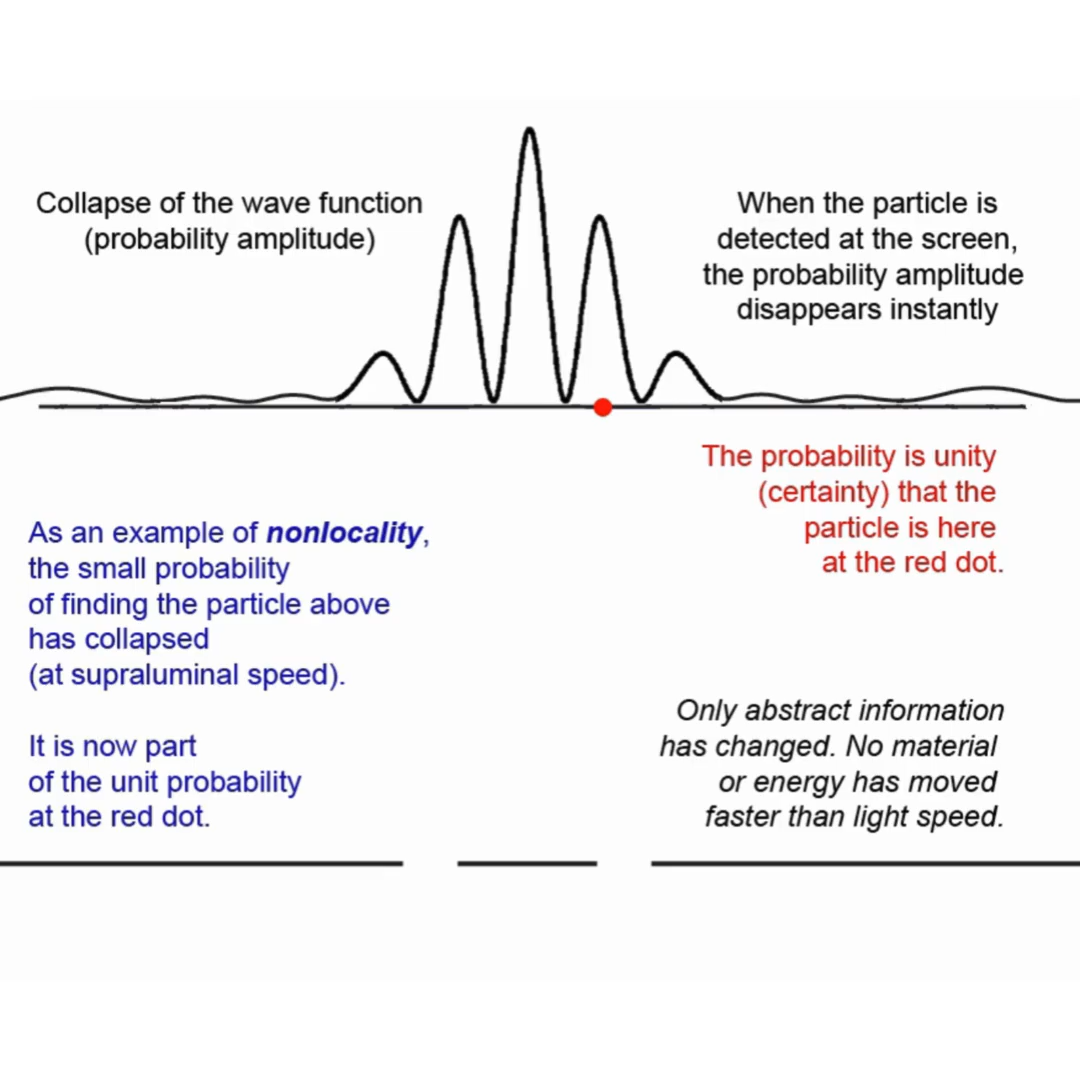 Collapse of the wave function
(probability amplitude)
When the particle is
detected at the screen,
the probability amplitude
disappears instantly
The probability is unity
(certainty) that the
particle is here
at the red dot.
As an example of nonlocality,
the small probability
of finding the particle above
has collapsed
(at supraluminal speed).
It is now part
of the unit probability
at the red dot.
Only abstract information
has changed. No material
or energy has moved
faster than light speed.